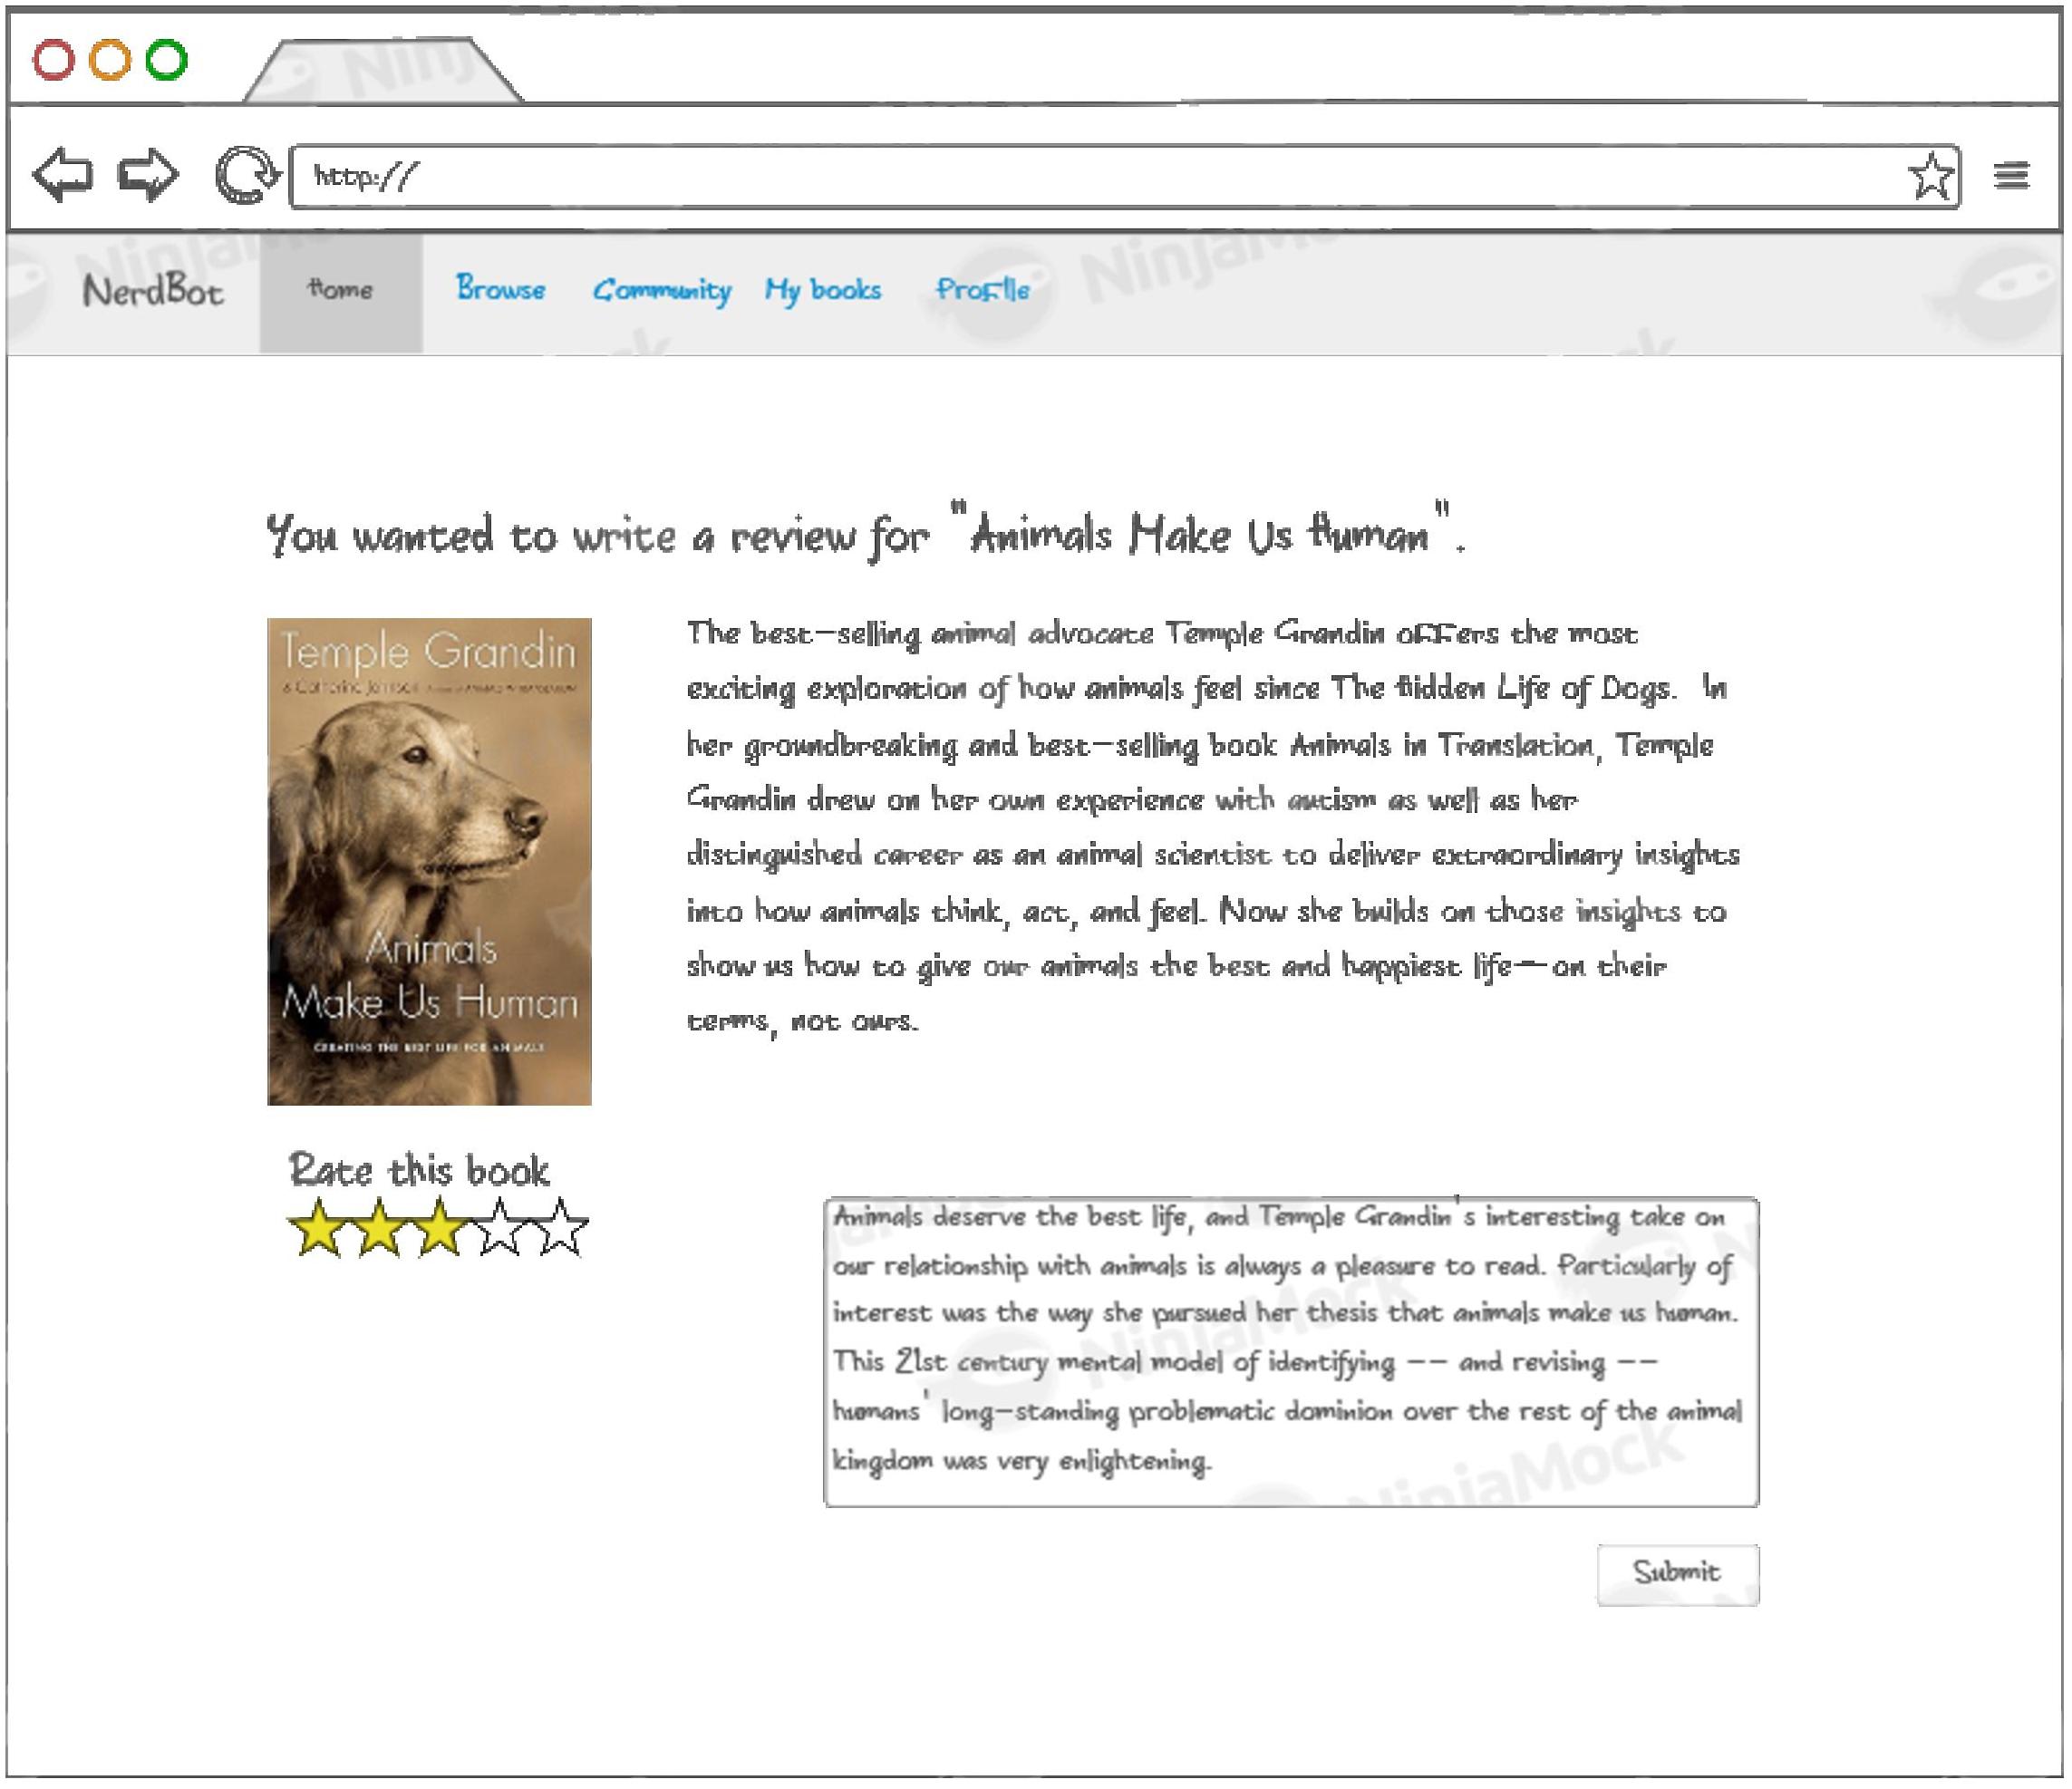 http://
NerdBot Home Browse Community My books Profile
You wanted to write a review for "Animals Make Us Human".
Temple Grandin
& Catherine Johnson
Animals
Make Us Human
CREATING THE BEST LIFE FOR ANIMALS
The best-selling animal advocate Temple Grandin offers the most
exciting exploration of how animals feel since The Hidden Life of Dogs. In
her groundbreaking and best-selling book Animals in Translation, Temple
Grandin drew on her own experience with autism as well as her
distinguished career as an animal scientist to deliver extraordinary insights
into how animals think, act, and feel. Now she builds on those insights to
show us how to give our animals the best and happiest life—on their
terms, not ours.
Rate this book
Animals deserve the best life, and Temple Grandin's interesting take on
our relationship with animals is always a pleasure to read. Particularly of
interest was the way she pursued her thesis that animals make us human.
This 21st century mental model of identifying -- and revising --
humans' long-standing problematic dominion over the rest of the animal
kingdom was very enlightening.
Submit
NinjaMock